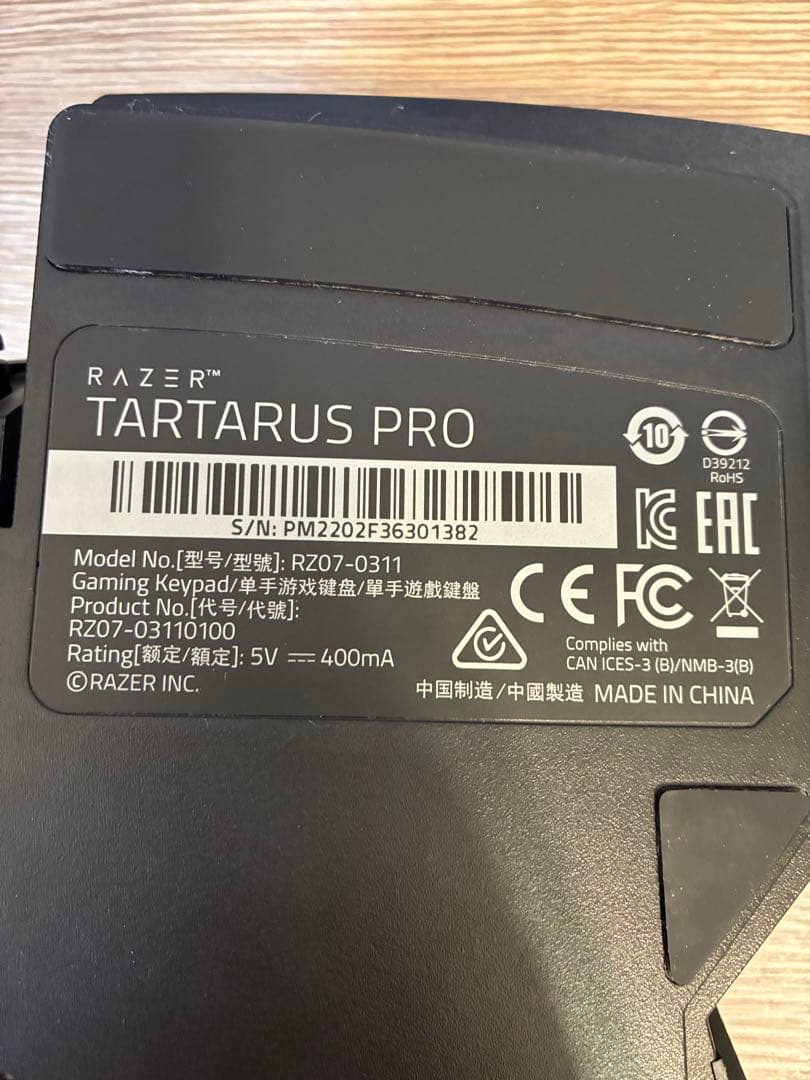 RAZER™
TARTARUS PRO
10
D39212
RoHS
S/N: PM2202F36301382
EAC
Model No.[型号/型號]: RZ07-0311
Gaming Keypad/单手游戏键盘/單手遊戲鍵盤
Product No.[代号/代號]:
RZ07-03110100
Rating[额定/額定]: 5V ⎓ 400mA
©RAZER INC.
CE FC
Complies with
CAN ICES-3 (B)/NMB-3(B)
中国制造/中國製造 MADE IN CHINA